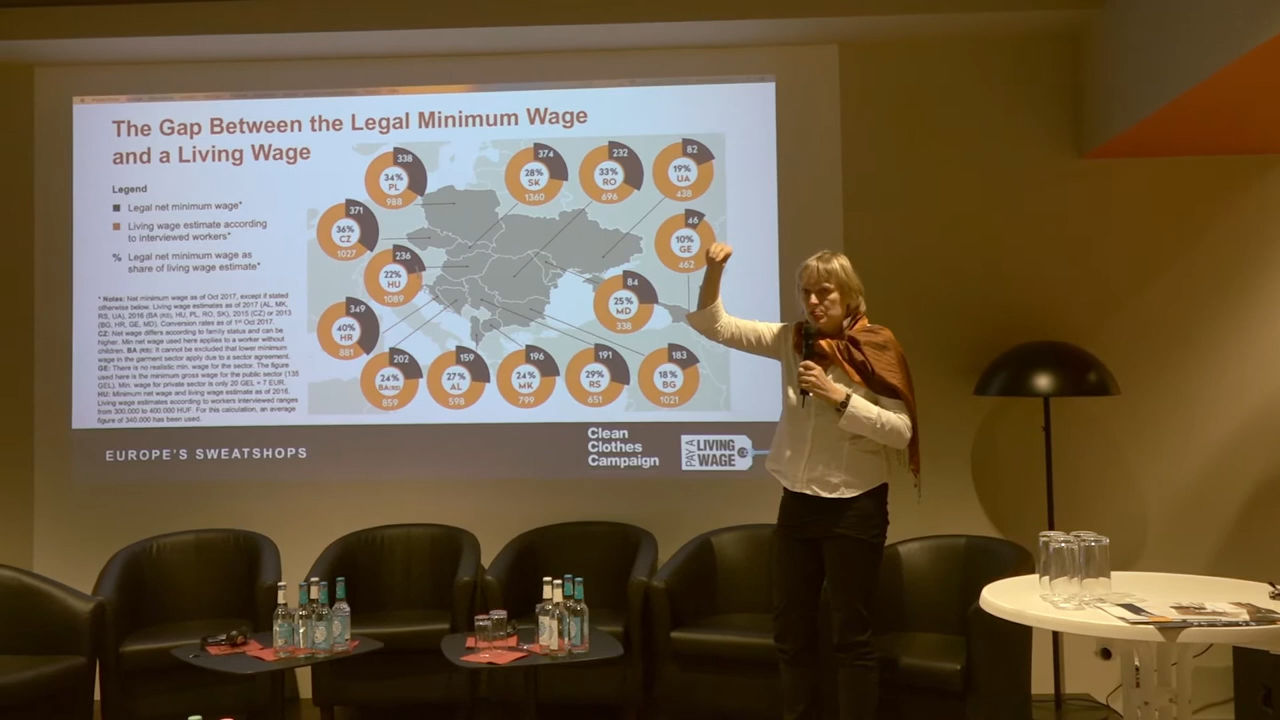 The Gap Between the Legal Minimum Wage
and a Living Wage
Legend
Legal net minimum wage*
Living wage estimate according
to interviewed workers*
% Legal net minimum wage as
share of living wage estimate*
* Notes: Net minimum wage as of Oct 2017, except if stated
otherwise below. Living wage estimates as of 2017 (AL, MK,
RS, UA), 2016 (BA (RS), HU, PL, RO, SK), 2015 (CZ) or 2013
(BG, HR, GE, MD). Conversion rates as of 1st Oct 2017.
CZ: Net wage differs according to family status and can be
higher. Min net wage used here applies to a worker without
children. BA (RS): It cannot be excluded that lower minimum
wage in the garment sector apply due to a sector agreement.
GE: There is no realistic min. wage for the sector. The figure
used here is the minimum gross wage for the public sector (135
GEL). Min. wage for private sector is only 20 GEL = 7 EUR.
HU: Minimum net wage and living wage estimate as of 2016.
Living wage estimates according to workers interviewed ranges
from 300.000 to 400.000 HUF. For this calculation, an average
figure of 340.000 has been used.
338
34%
PL
988
374
28%
SK
1360
232
33%
RO
696
82
19%
UA
438
371
36%
CZ
1027
46
10%
GE
462
236
22%
HU
1089
84
25%
MD
338
349
40%
HR
881
202
24%
BA(RS)
859
159
27%
AL
598
196
24%
MK
799
191
29%
RS
651
183
18%
BG
1021
EUROPE'S SWEATSHOPS
Clean
Clothes
Campaign
PAY A
LIVING
WAGE